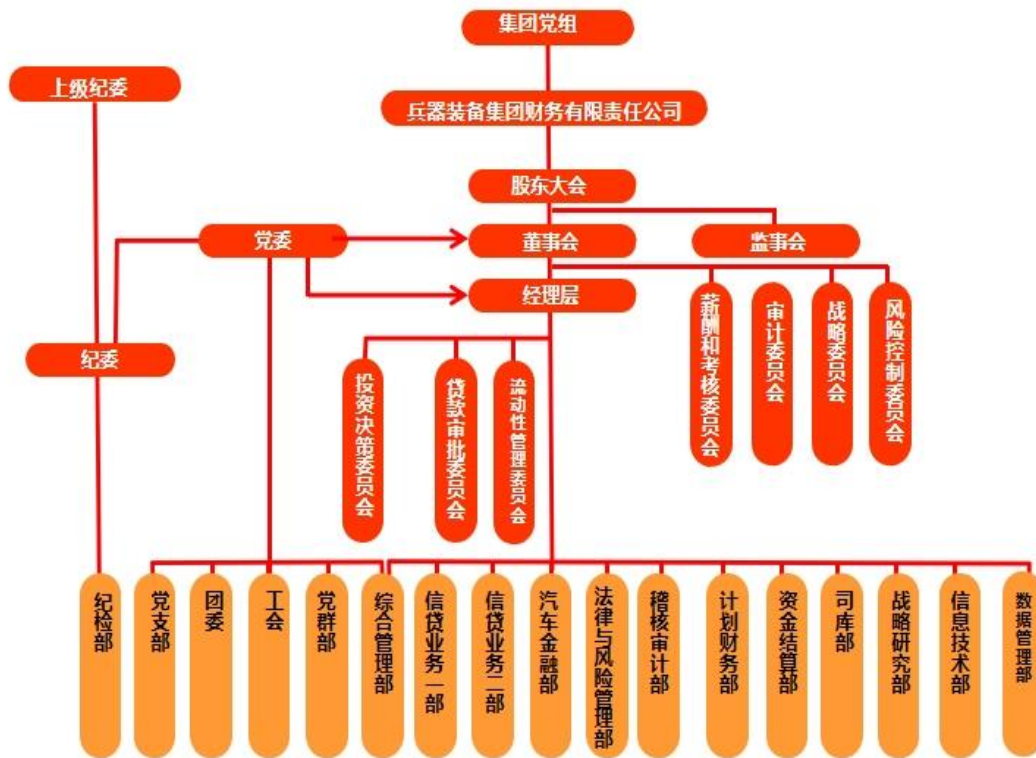 集团党组
上级纪委
兵器装备集团财务有限责任公司
股东大会
党委
董事会
监事会
经理层
纪委
薪酬和考核委员会
审计委员会
战略委员会
风险控制委员会
投资决策委员会
贷款审批委员会
流动性管理委员会
纪检部
党支部
团委
工会
党群部
综合管理部
信贷业务一部
信贷业务二部
汽车金融部
法律与风险管理部
稽核审计部
计划财务部
资金结算部
司库部
战略研究部
信息技术部
数据管理部